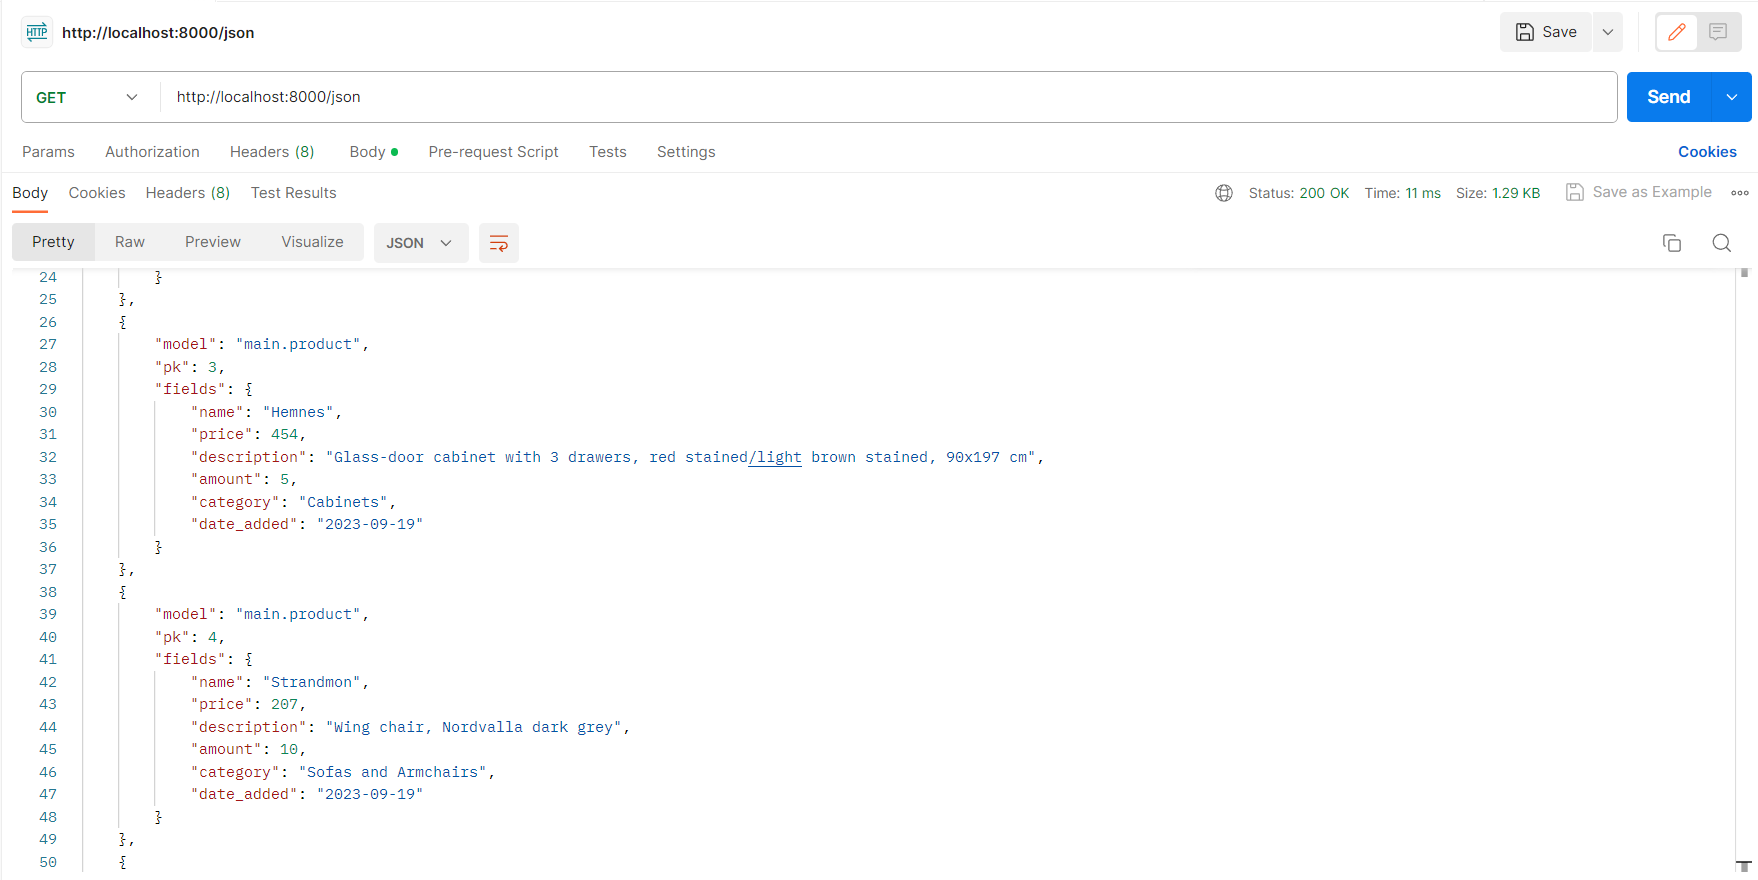 HTTP http://localhost:8000/json Save
GET http://localhost:8000/json Send
Params Authorization Headers (8) Body Pre-request Script Tests Settings Cookies
Body Cookies Headers (8) Test Results Status: 200 OK Time: 11 ms Size: 1.29 KB Save as Example
Pretty Raw Preview Visualize JSON
24 }
25 },
26 {
27 "model": "main.product",
28 "pk": 3,
29 "fields": {
30 "name": "Hemnes",
31 "price": 454,
32 "description": "Glass-door cabinet with 3 drawers, red stained/light brown stained, 90x197 cm",
33 "amount": 5,
34 "category": "Cabinets",
35 "date_added": "2023-09-19"
36 }
37 },
38 {
39 "model": "main.product",
40 "pk": 4,
41 "fields": {
42 "name": "Strandmon",
43 "price": 207,
44 "description": "Wing chair, Nordvalla dark grey",
45 "amount": 10,
46 "category": "Sofas and Armchairs",
47 "date_added": "2023-09-19"
48 }
49 },
50 {